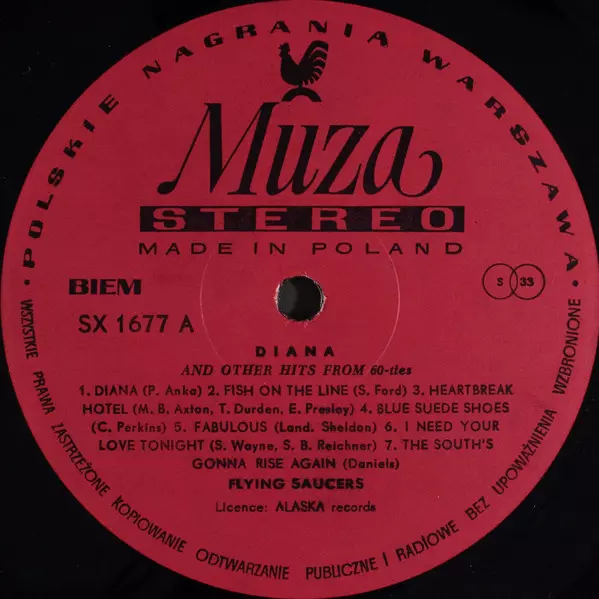 POLSKIE NAGRANIA WARSZAWA
Muza
STEREO
MADE IN POLAND
BIEM
S 33
SX 1677 A
DIANA
AND OTHER HITS FROM 60-ties
1. DIANA (P. Anka) 2. FISH ON THE LINE (S. Ford) 3. HEARTBREAK
HOTEL (M. B. Axton, T. Durden, E. Presley) 4. BLUE SUEDE SHOES
(C. Perkins) 5. FABULOUS (Land. Sheldon) 6. I NEED YOUR
LOVE TONIGHT (S. Wayne, S. B. Reichner) 7. THE SOUTH'S
GONNA RISE AGAIN (Daniels)
FLYING SAUCERS
Licence: ALASKA records
• WSZYSTKIE PRAWA ZASTRZEŻONE KOPIOWANIE ODTWARZANIE PUBLICZNE I RADIOWE BEZ UPOWAŻNIENIA WZBRONIONE •